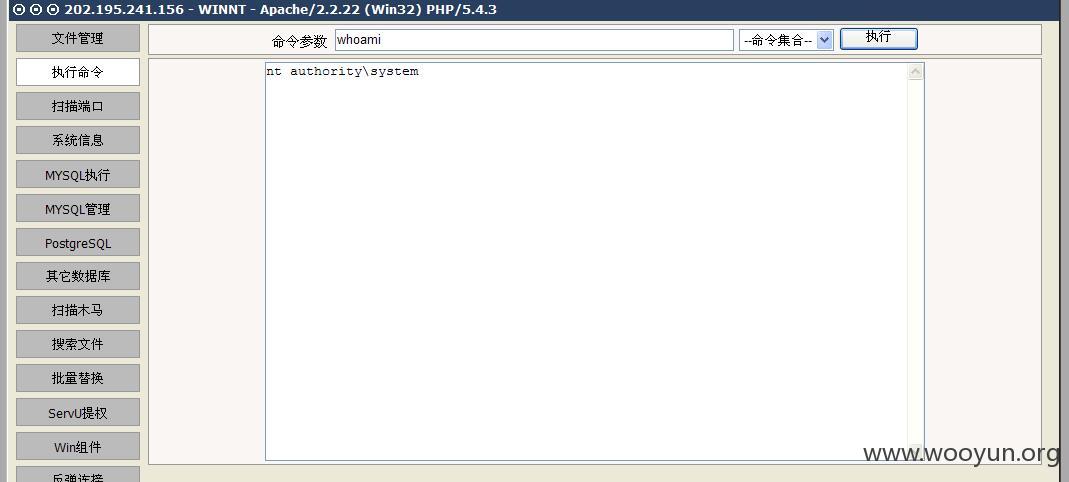 202.195.241.156 - WINNT - Apache/2.2.22 (Win32) PHP/5.4.3
文件管理
执行命令
扫描端口
系统信息
MYSQL执行
MYSQL管理
PostgreSQL
其它数据库
扫描木马
搜索文件
批量替换
ServU提权
Win组件
反弹连接
命令参数 whoami --命令集合-- 执行
nt authority\system
www.wooyun.org